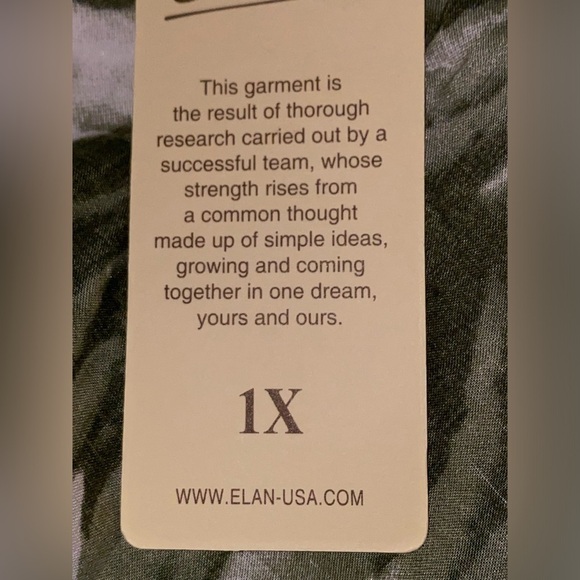 This garment is
the result of thorough
research carried out by a
successful team, whose
strength rises from
a common thought
made up of simple ideas,
growing and coming
together in one dream,
yours and ours.
1X
WWW.ELAN-USA.COM